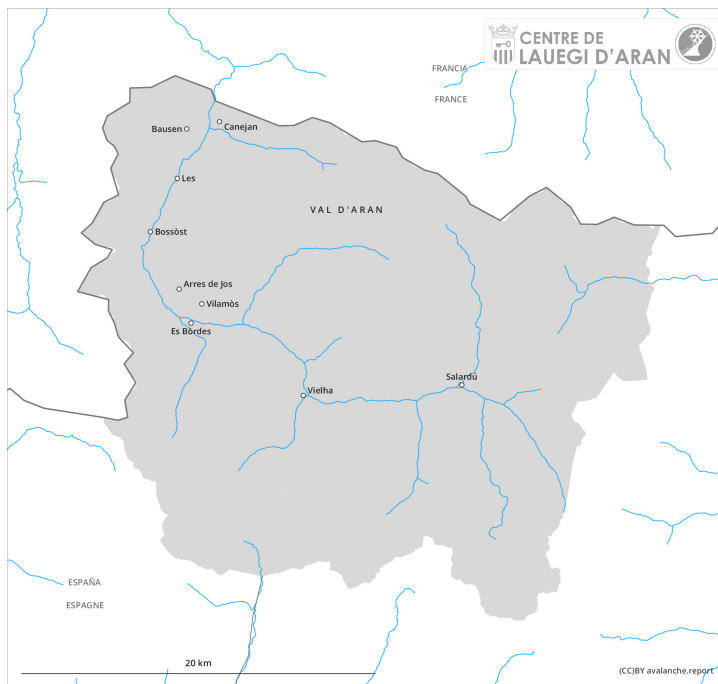 CENTRE DE
LAUEGI D'ARAN
FRANCIA
FRANCE
Canejan
Bausen
Les
VAL D'ARAN
Bossòst
Arres de Jos
Vilamòs
Es Bòrdes
Salardú
Vielha
ESPAÑA
ESPAGNE
20 km
(CC)BY avalanche.report